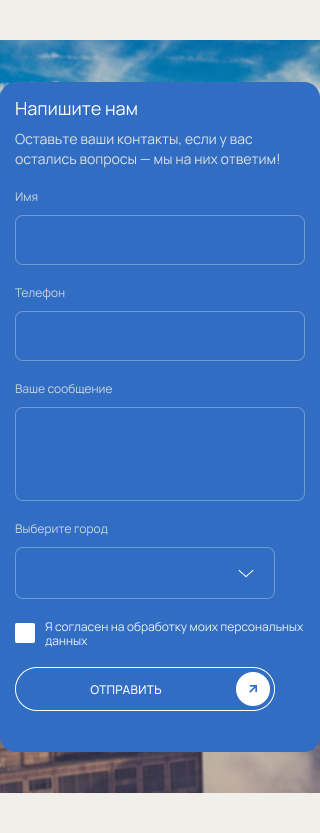 Напишите нам
Оставьте ваши контакты, если у вас
остались вопросы — мы на них ответим!
Имя
Телефон
Ваше сообщение
Выберите город
Я согласен на обработку моих персональных
данных
ОТПРАВИТЬ